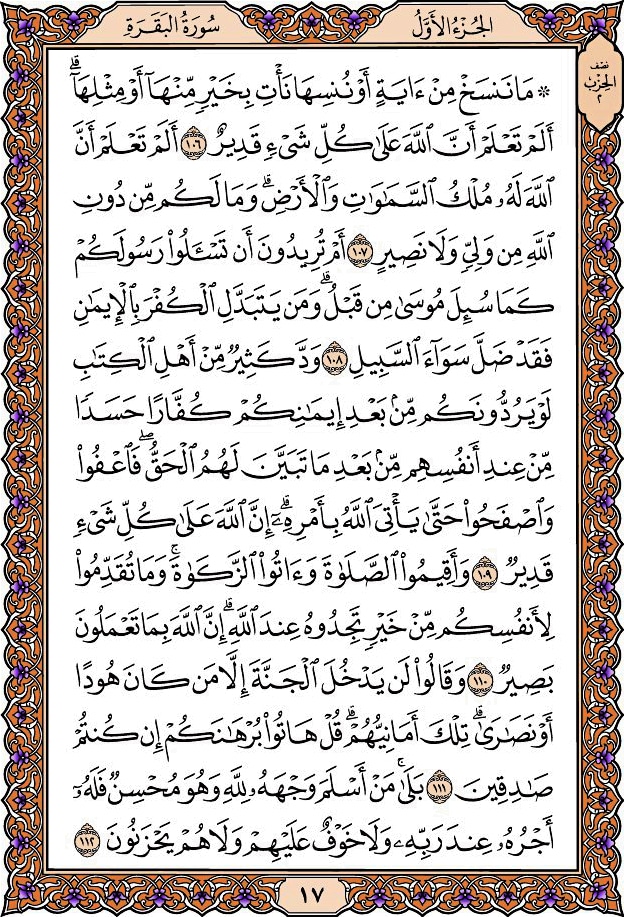 الجُزْءُ الأَوَّلُ
سُورَةُ البَقَرَةِ
نصف
الحِزْب
٢
۞ مَا نَنسَخْ مِنْ ءَايَةٍ أَوْ نُنسِهَا نَأْتِ بِخَيْرٍ مِّنْهَآ أَوْ مِثْلِهَآۗ
أَلَمْ تَعْلَمْ أَنَّ ٱللَّهَ عَلَىٰ كُلِّ شَىْءٍ قَدِيرٌ ١٠٦ أَلَمْ تَعْلَمْ أَنَّ
ٱللَّهَ لَهُۥ مُلْكُ ٱلسَّمَٰوَٰتِ وَٱلْأَرْضِۗ وَمَا لَكُم مِّن دُونِ
ٱللَّهِ مِن وَلِىٍّ وَلَا نَصِيرٍ ١٠٧ أَمْ تُرِيدُونَ أَن تَسْـَٔلُوا۟ رَسُولَكُمْ
كَمَا سُئِلَ مُوسَىٰ مِن قَبْلُۗ وَمَن يَتَبَدَّلِ ٱلْكُفْرَ بِٱلْإِيمَٰنِ
فَقَدْ ضَلَّ سَوَآءَ ٱلسَّبِيلِ ١٠٨ وَدَّ كَثِيرٌ مِّنْ أَهْلِ ٱلْكِتَٰبِ
لَوْ يَرُدُّونَكُم مِّنۢ بَعْدِ إِيمَٰنِكُمْ كُفَّارًا حَسَدًا
مِّنْ عِندِ أَنفُسِهِم مِّنۢ بَعْدِ مَا تَبَيَّنَ لَهُمُ ٱلْحَقُّۖ فَٱعْفُوا۟
وَٱصْفَحُوا۟ حَتَّىٰ يَأْتِىَ ٱللَّهُ بِأَمْرِهِۦٓۗ إِنَّ ٱللَّهَ عَلَىٰ كُلِّ شَىْءٍ
قَدِيرٌ ١٠٩ وَأَقِيمُوا۟ ٱلصَّلَوٰةَ وَءَاتُوا۟ ٱلزَّكَوٰةَۚ وَمَا تُقَدِّمُوا۟
لِأَنفُسِكُم مِّنْ خَيْرٍ تَجِدُوهُ عِندَ ٱللَّهِۗ إِنَّ ٱللَّهَ بِمَا تَعْمَلُونَ
بَصِيرٌ ١١٠ وَقَالُوا۟ لَن يَدْخُلَ ٱلْجَنَّةَ إِلَّا مَن كَانَ هُودًا
أَوْ نَصَٰرَىٰۗ تِلْكَ أَمَانِيُّهُمْۗ قُلْ هَاتُوا۟ بُرْهَٰنَكُمْ إِن كُنتُمْ
صَٰدِقِينَ ١١١ بَلَىٰۚ مَنْ أَسْلَمَ وَجْهَهُۥ لِلَّهِ وَهُوَ مُحْسِنٌ فَلَهُۥٓ
أَجْرُهُۥ عِندَ رَبِّهِۦ وَلَا خَوْفٌ عَلَيْهِمْ وَلَا هُمْ يَحْزَنُونَ ١١٢
١٧